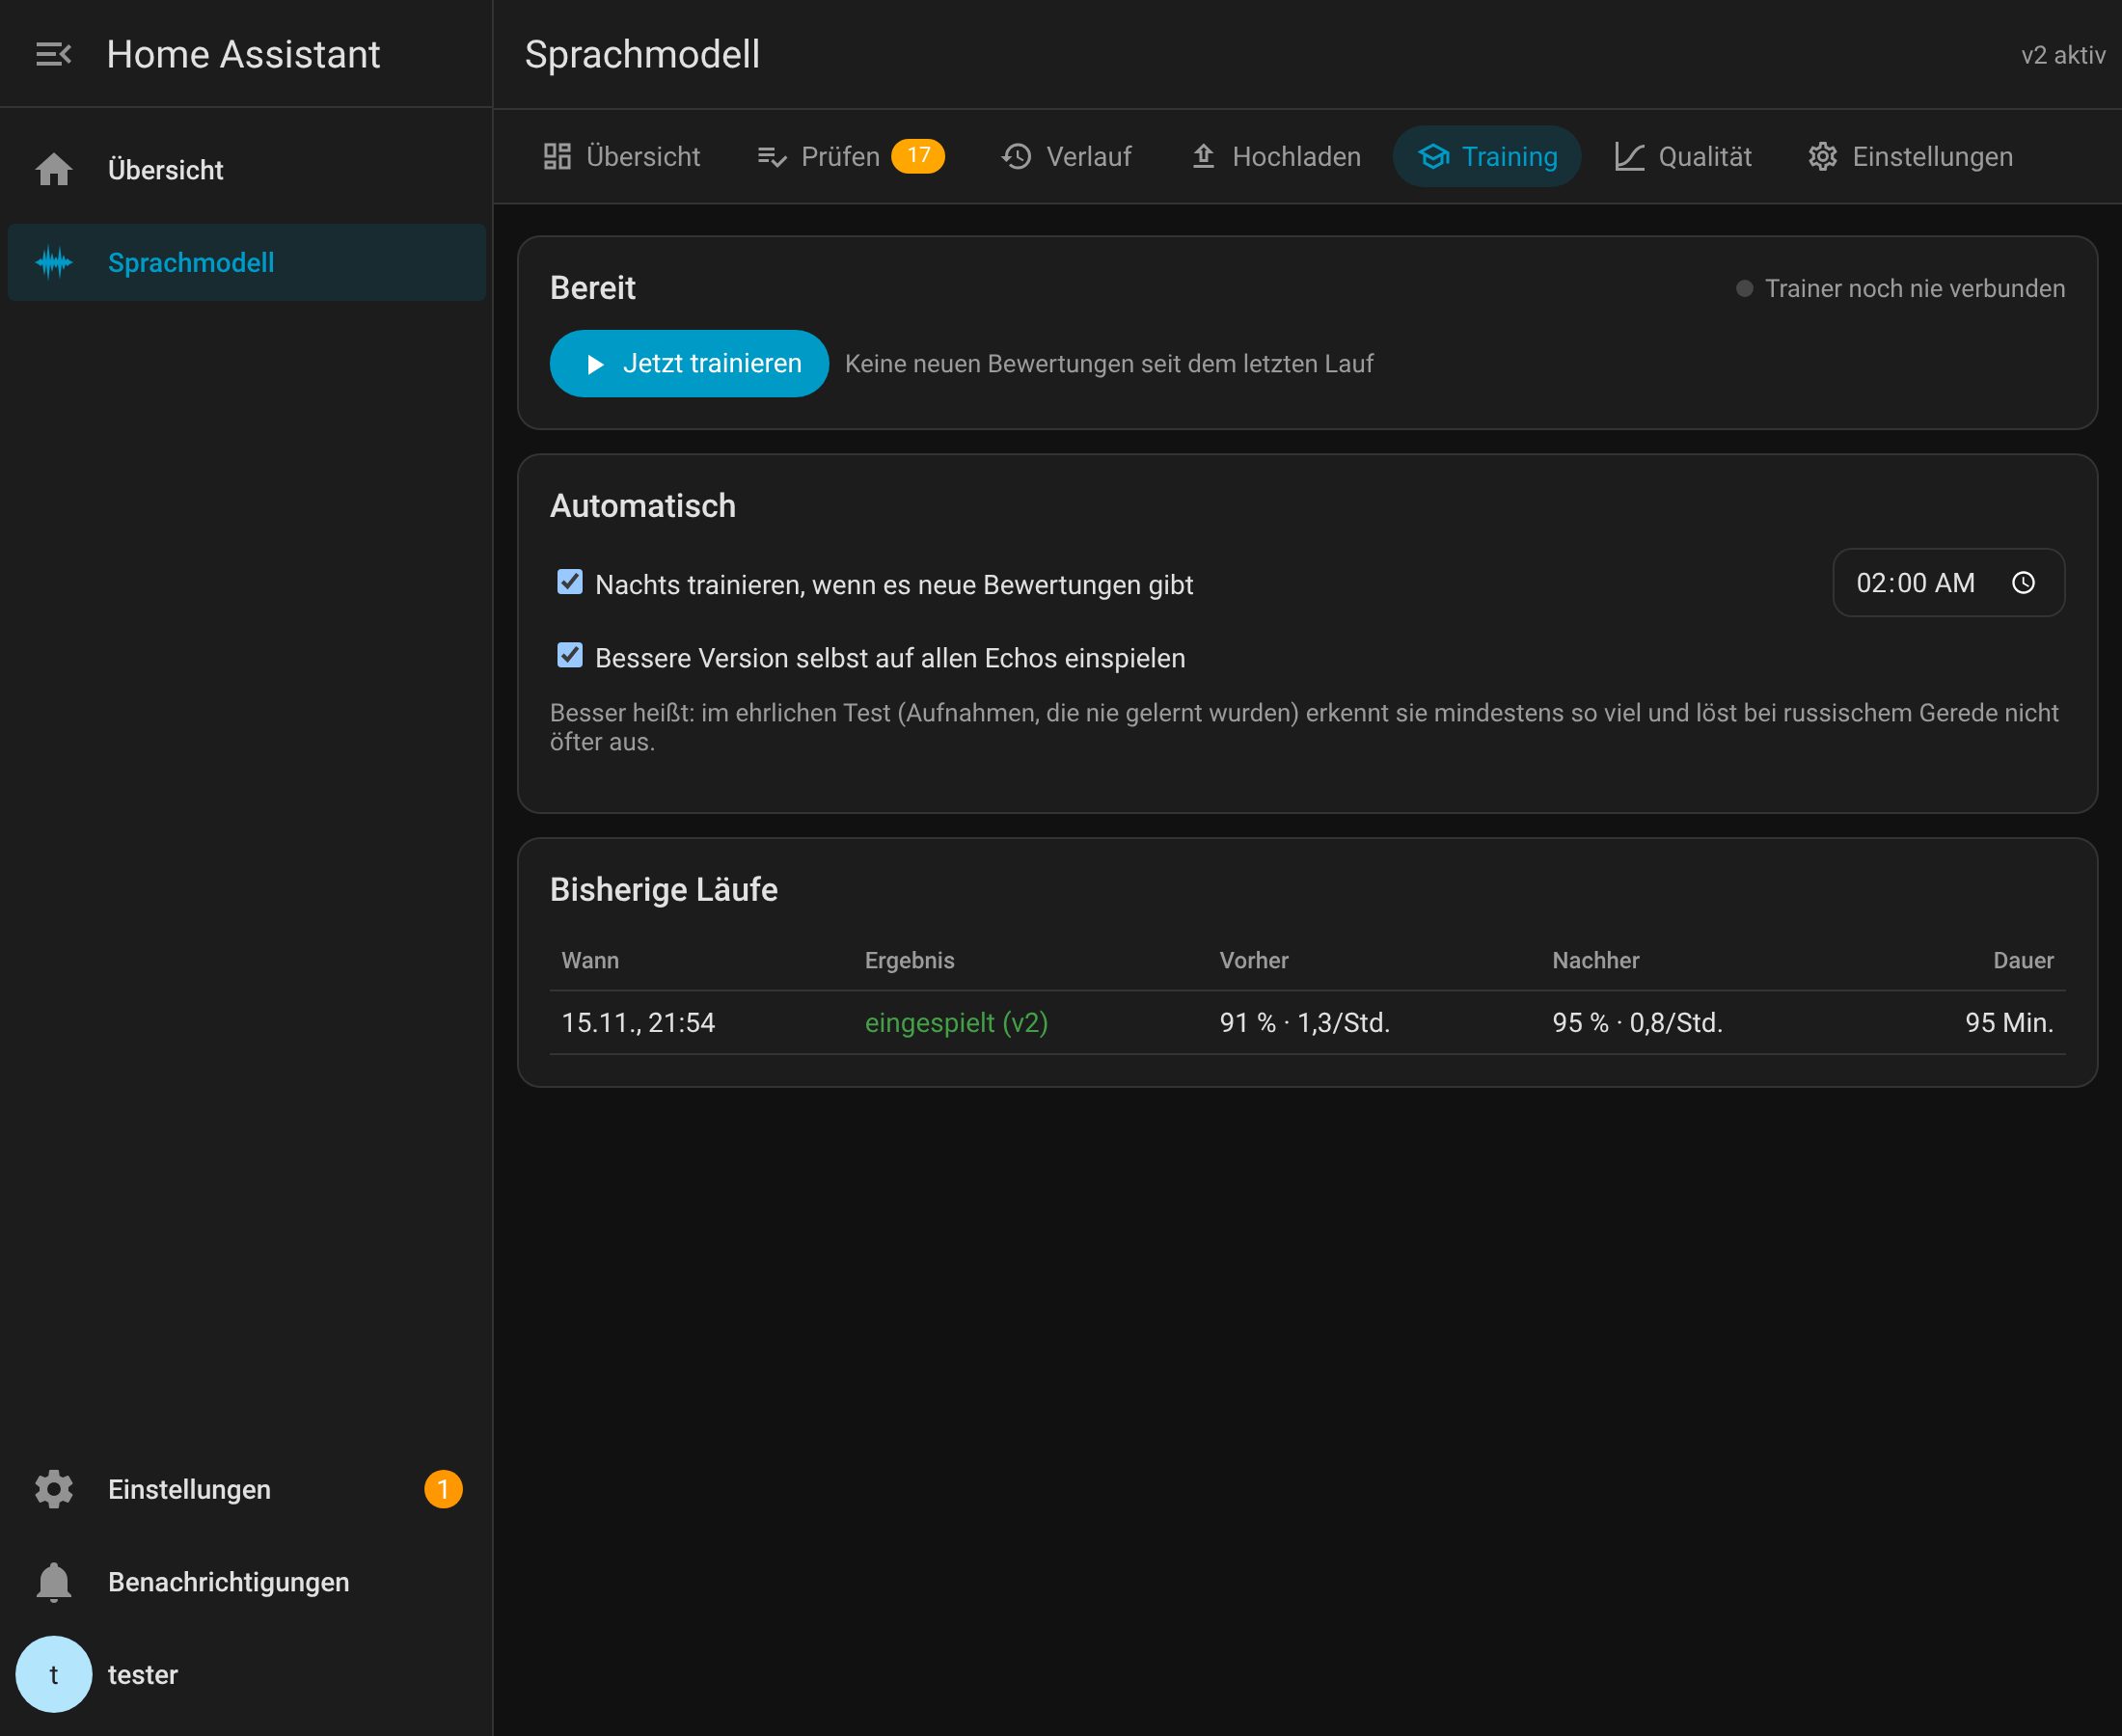 Home Assistant
Übersicht
Sprachmodell
Einstellungen 1
Benachrichtigungen
t tester
Sprachmodell v2 aktiv
Übersicht Prüfen 17 Verlauf Hochladen Training Qualität Einstellungen
Bereit Trainer noch nie verbunden
Jetzt trainieren Keine neuen Bewertungen seit dem letzten Lauf
Automatisch
Nachts trainieren, wenn es neue Bewertungen gibt 02:00 AM
Bessere Version selbst auf allen Echos einspielen
Besser heißt: im ehrlichen Test (Aufnahmen, die nie gelernt wurden) erkennt sie mindestens so viel und löst bei russischem Gerede nicht
öfter aus.
Bisherige Läufe
Wann Ergebnis Vorher Nachher Dauer
15.11., 21:54 eingespielt (v2) 91 % · 1,3/Std. 95 % · 0,8/Std. 95 Min.